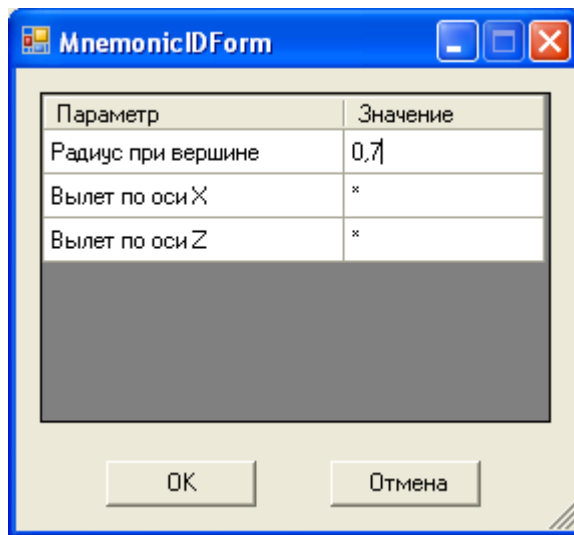 MnemonicIDForm
Параметр Значение
Радиус при вершине 0,7
Вылет по оси X *
Вылет по оси Z *
OK Отмена